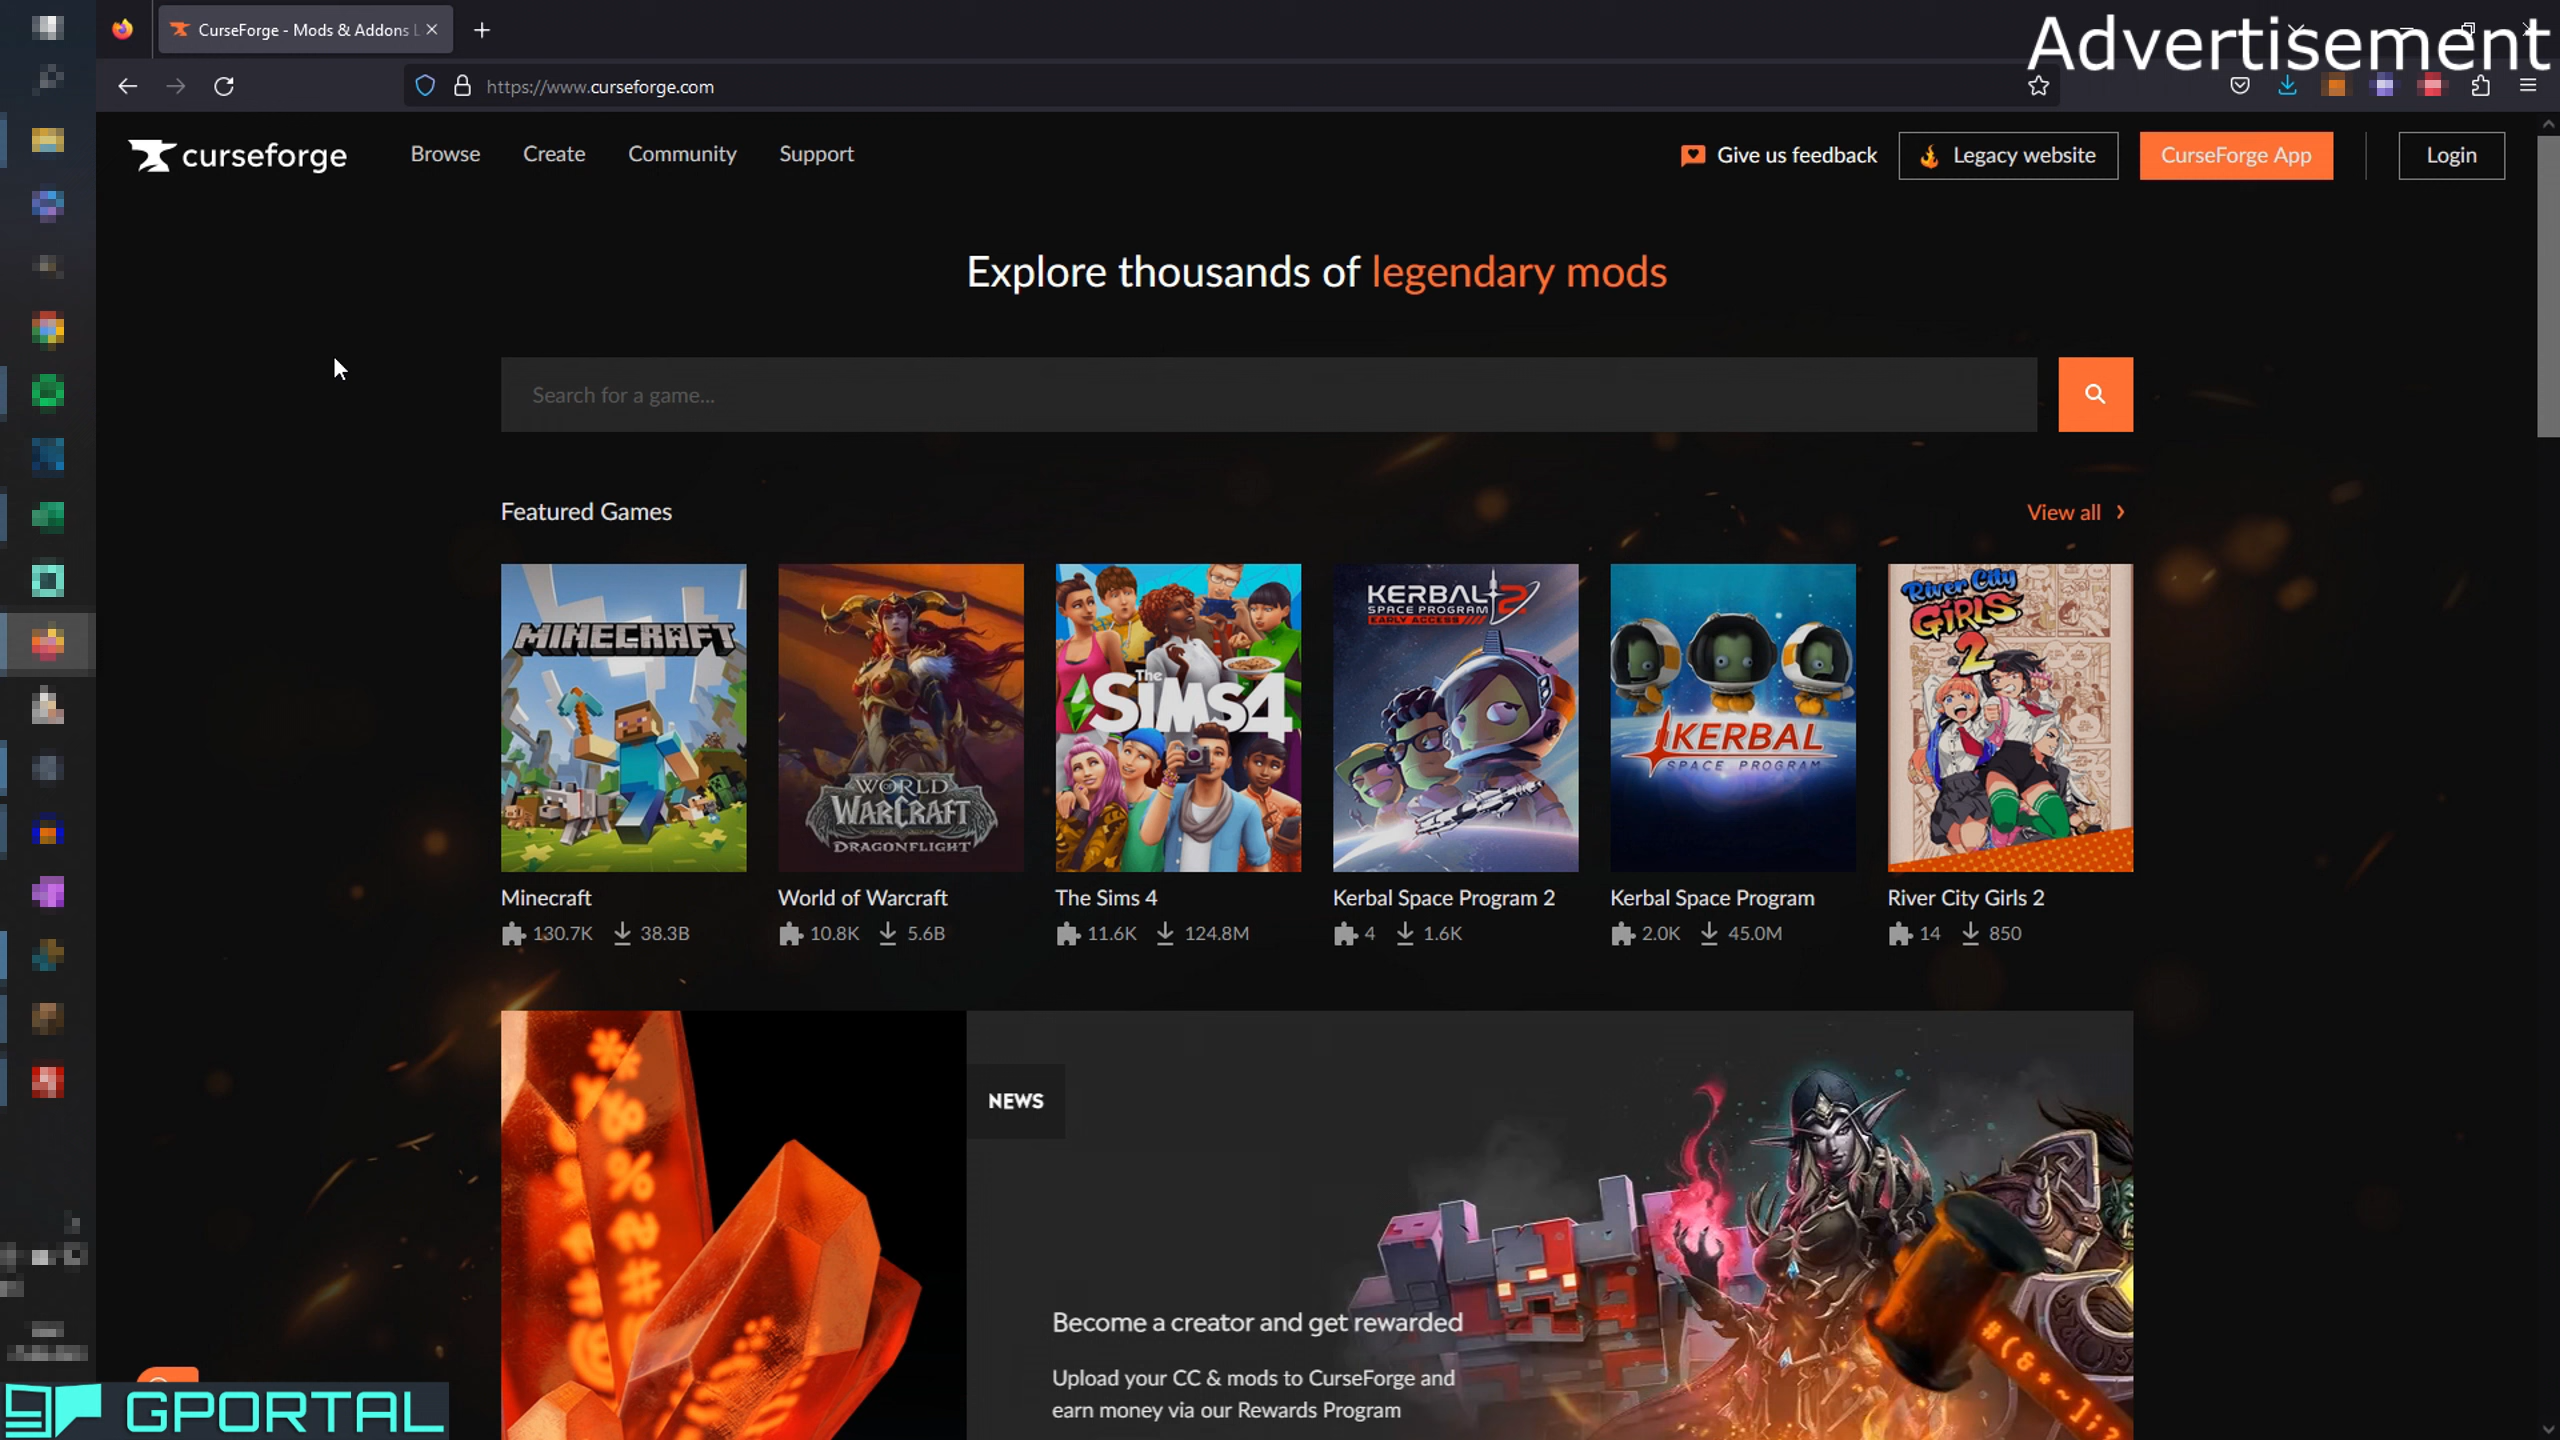 CurseForge - Mods & Addons L
Advertisement
https://www.curseforge.com
curseforge
Browse
Create
Community
Support
Give us feedback
Legacy website
CurseForge App
Login
Explore thousands of legendary mods
Search for a game...
Featured Games
View all
MINECRAFT
WORLD
WARCRAFT
DRAGONFLIGHT
The
SIMS4
KERBAL 2
SPACE PROGRAM
EARLY ACCESS
KERBAL
SPACE PROGRAM
River City
GIRLS
2
Minecraft
World of Warcraft
The Sims 4
Kerbal Space Program 2
Kerbal Space Program
River City Girls 2
130.7K 38.3B
10.8K 5.6B
11.6K 124.8M
4 1.6K
2.0K 45.0M
14 850
NEWS
Become a creator and get rewarded
Upload your CC & mods to CurseForge and
earn money via our Rewards Program
GPORTAL